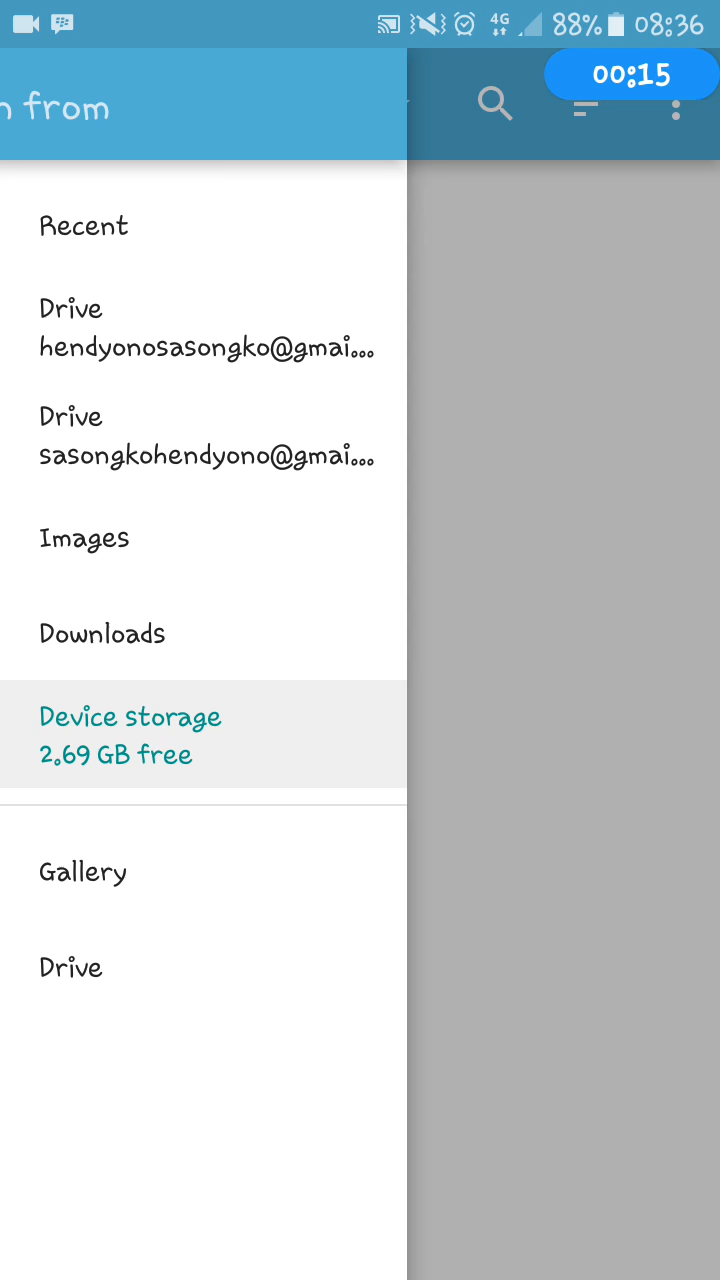 4G
88%
08:36
00:15
n from
Recent
Drive
hendyonosasongko@gmai...
Drive
sasongkohendyono@gmai...
Images
Downloads
Device storage
2.69 GB free
Gallery
Drive